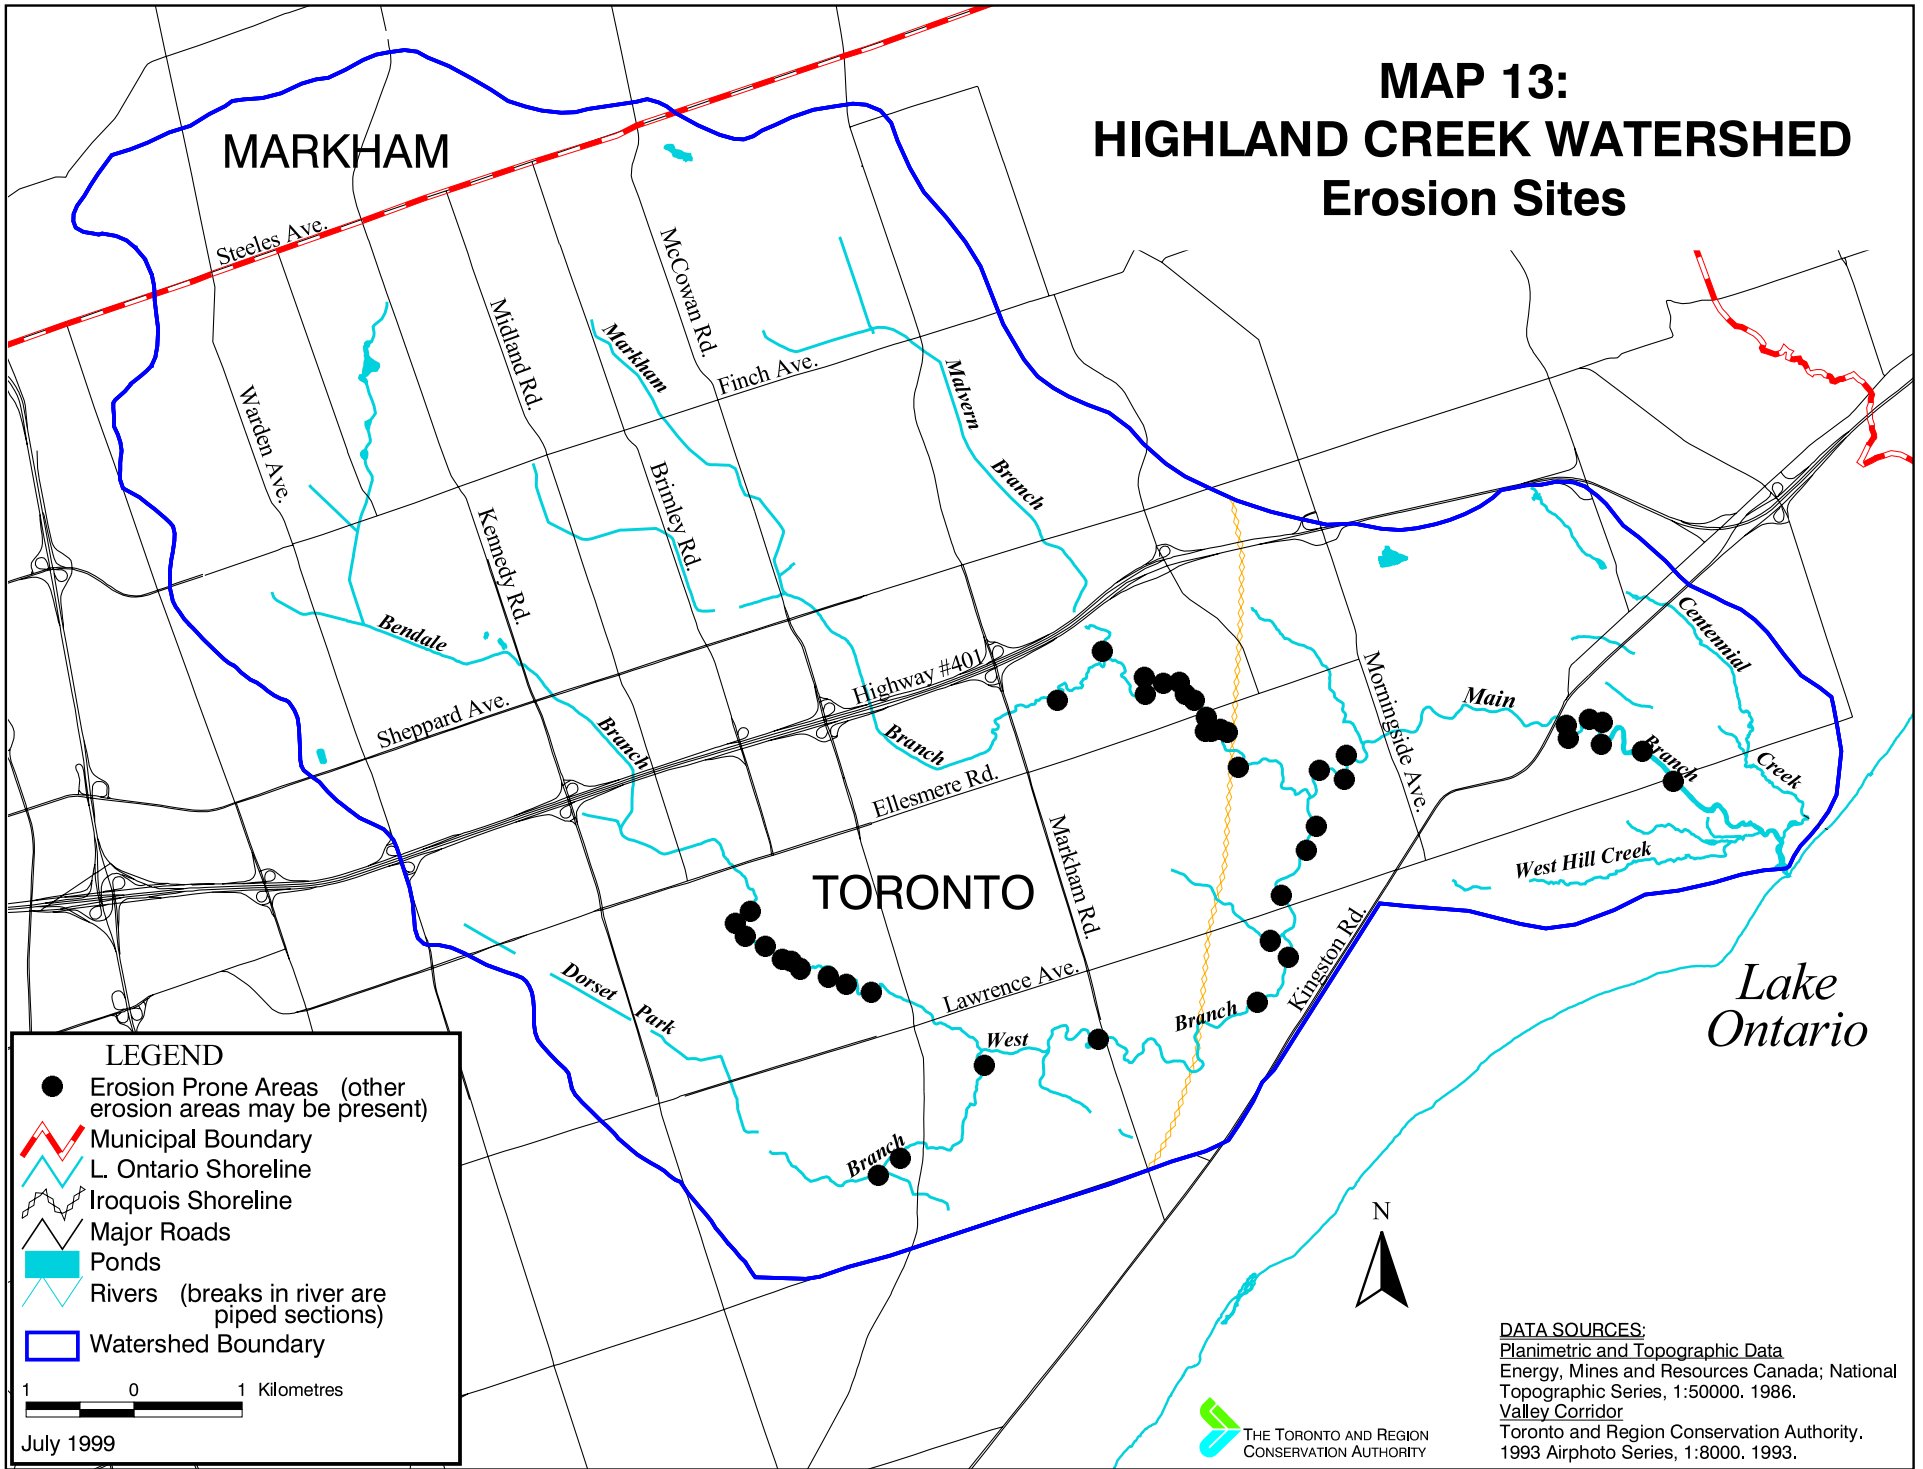 MAP 13:
HIGHLAND CREEK WATERSHED
Erosion Sites
MARKHAM
Steeles Ave.
McCowan Rd.
Midland Rd.
Markham
Finch Ave.
Malvern
Branch
Warden Ave.
Brimley Rd.
Kennedy Rd.
Bendale
Branch
Sheppard Ave.
Highway #401
Branch
Ellesmere Rd.
Morningside Ave.
Main
Branch
Centennial
Creek
West Hill Creek
TORONTO
Markham Rd.
Lawrence Ave.
Kingston Rd.
Dorset
Park
West
Branch
Branch
Lake
Ontario
N
LEGEND
Erosion Prone Areas (other
erosion areas may be present)
Municipal Boundary
L. Ontario Shoreline
Iroquois Shoreline
Major Roads
Ponds
Rivers (breaks in river are
piped sections)
Watershed Boundary
1 0 1 Kilometres
July 1999
THE TORONTO AND REGION
CONSERVATION AUTHORITY
DATA SOURCES:
Planimetric and Topographic Data
Energy, Mines and Resources Canada; National
Topographic Series, 1:50000. 1986.
Valley Corridor
Toronto and Region Conservation Authority.
1993 Airphoto Series, 1:8000. 1993.